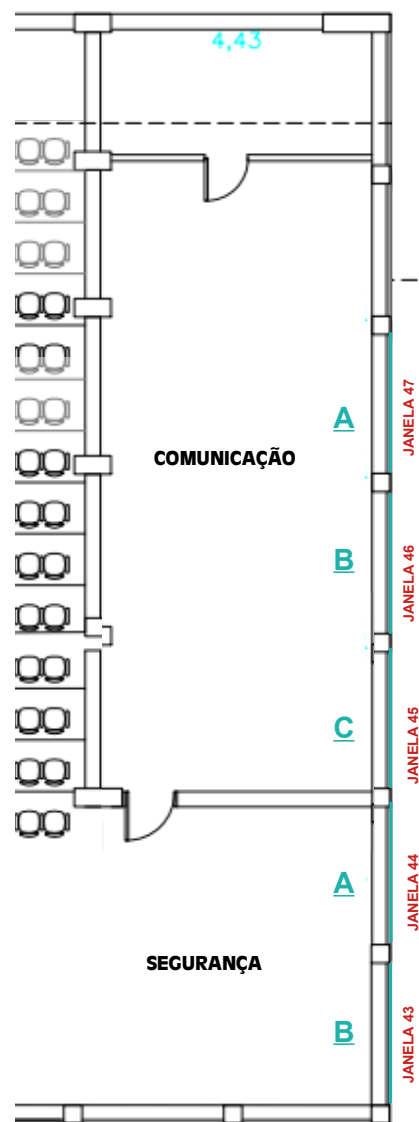 4,43
A
JANELA 47
COMUNICAÇÃO
B
JANELA 46
C
JANELA 45
A
JANELA 44
SEGURANÇA
B
JANELA 43